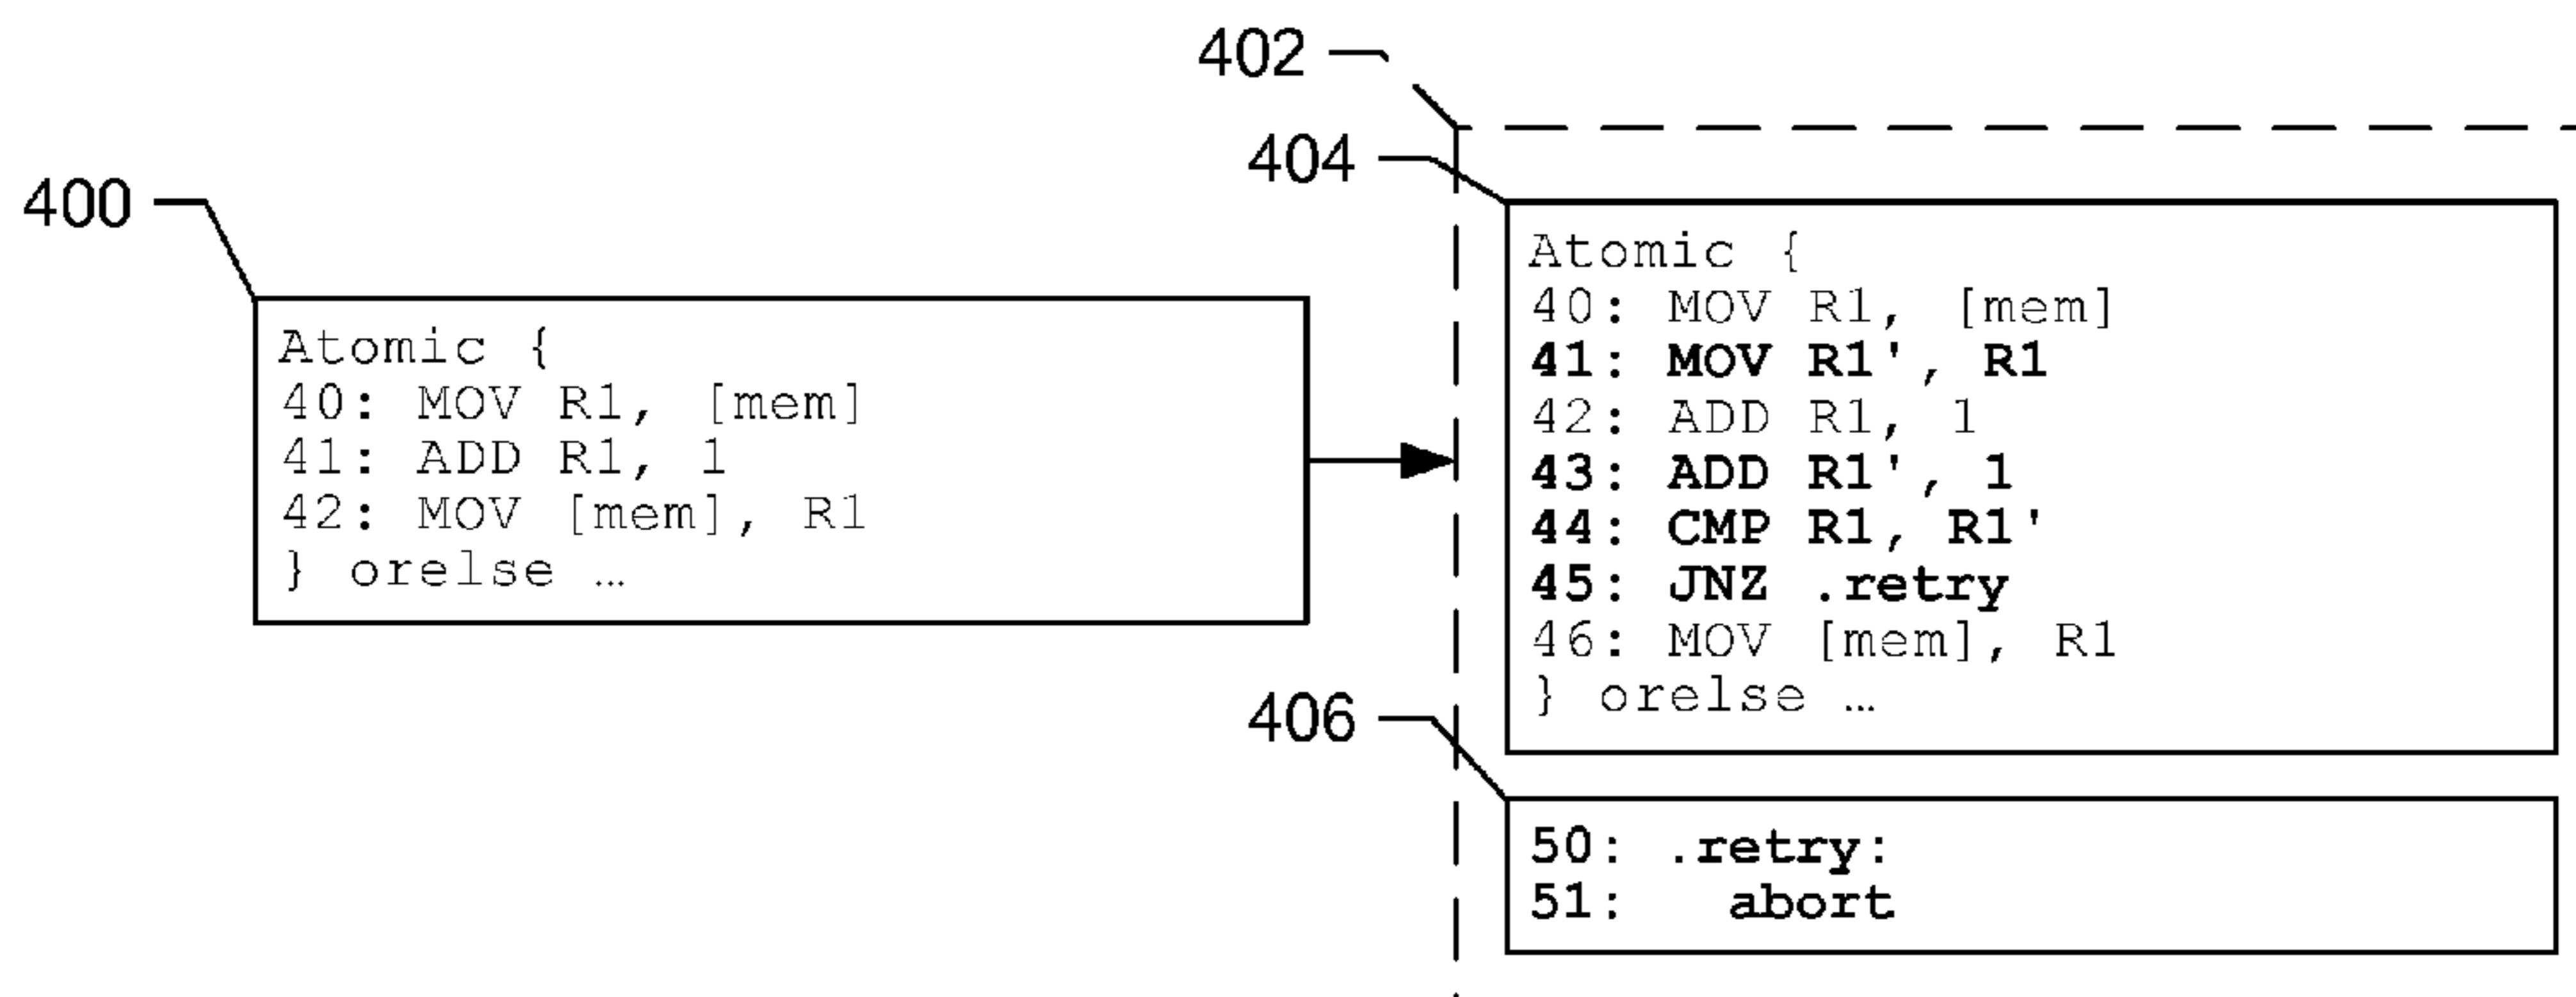 402
404
400
Atomic {
40: MOV R1, [mem]
41: ADD R1, 1
42: MOV [mem], R1
} orelse …
Atomic {
40: MOV R1, [mem]
41: MOV R1', R1
42: ADD R1, 1
43: ADD R1', 1
44: CMP R1, R1'
45: JNZ .retry
46: MOV [mem], R1
} orelse …
406
50: .retry:
51: abort